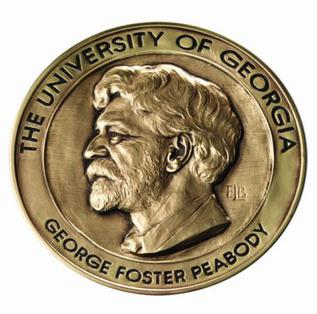 THE UNIVERSITY OF GEORGIA
EJB
GEORGE FOSTER PEABODY